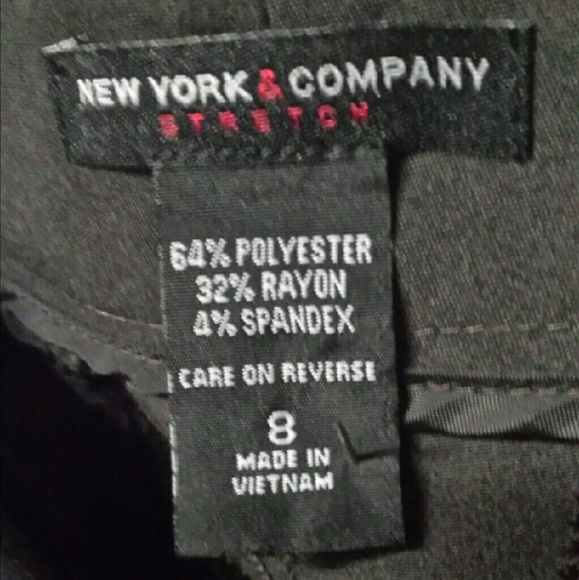 NEW YORK & COMPANY
STRETCH
64% POLYESTER
32% RAYON
4% SPANDEX
CARE ON REVERSE
8
MADE IN
VIETNAM